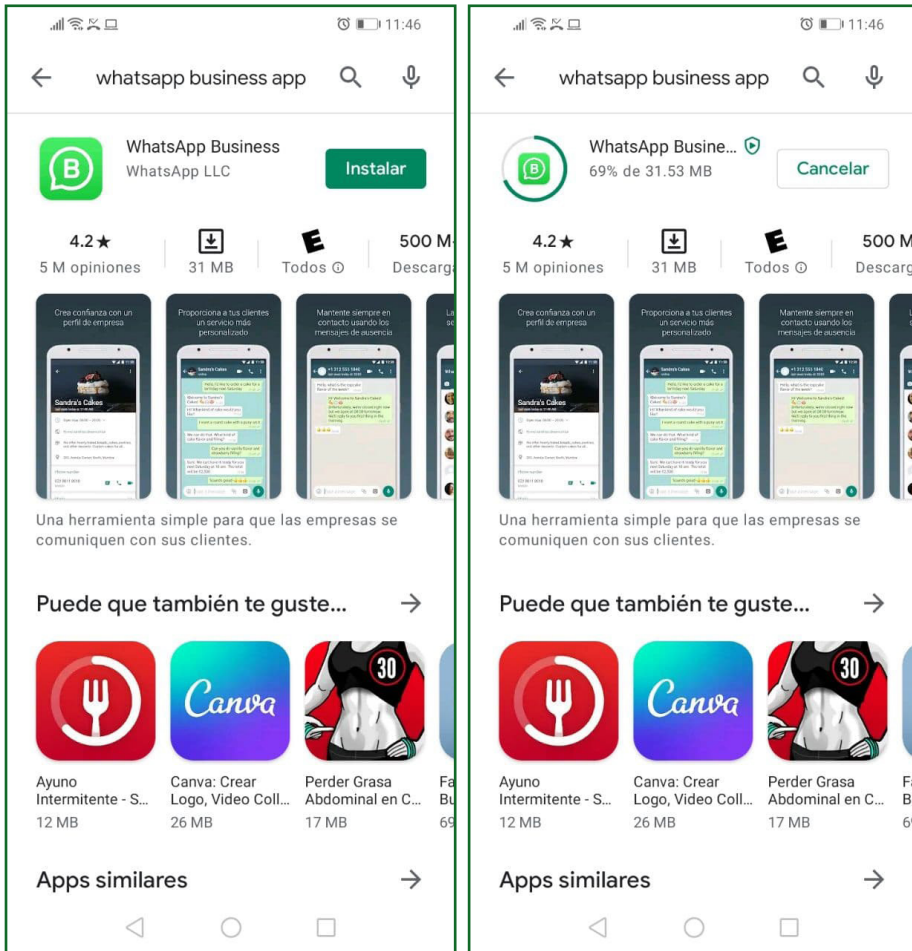 11:46
whatsapp business app
WhatsApp Business
WhatsApp LLC
Instalar
4.2★
5 M opiniones
31 MB
Todos
500 M
Descarg
Crea confianza con un
perfil de empresa
Sandra's Cakes
Proporciona a tus clientes
un servicio más
personalizado
Mantente siempre en
contacto usando los
mensajes de ausencia
Una herramienta simple para que las empresas se
comuniquen con sus clientes.
Puede que también te guste...
30
Canva
Ayuno
Intermitente - S...
12 MB
Canva: Crear
Logo, Video Coll...
26 MB
Perder Grasa
Abdominal en C...
17 MB
Apps similares
11:46
whatsapp business app
WhatsApp Busine...
69% de 31.53 MB
Cancelar
4.2★
5 M opiniones
31 MB
Todos
500 M
Descarg
Crea confianza con un
perfil de empresa
Sandra's Cakes
Proporciona a tus clientes
un servicio más
personalizado
Mantente siempre en
contacto usando los
mensajes de ausencia
Una herramienta simple para que las empresas se
comuniquen con sus clientes.
Puede que también te guste...
30
Canva
Ayuno
Intermitente - S...
12 MB
Canva: Crear
Logo, Video Coll...
26 MB
Perder Grasa
Abdominal en C...
17 MB
Apps similares